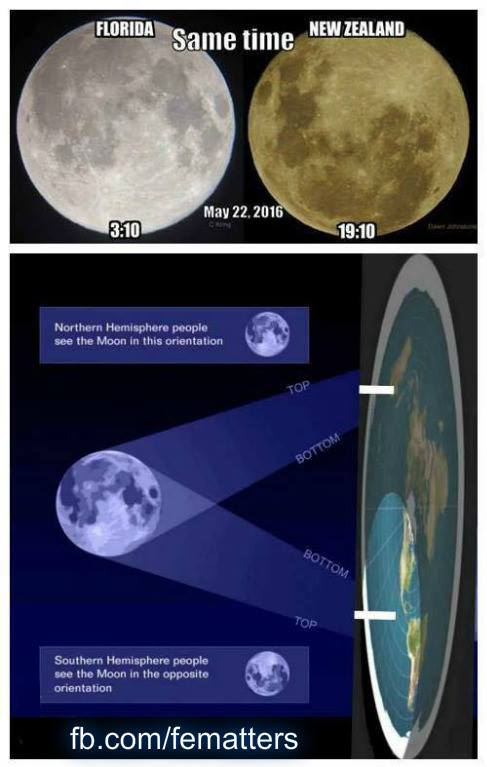 FLORIDA
Same time
NEW ZEALAND
May 22, 2016
3:10
19:10
Northern Hemisphere people
see the Moon in this orientation
TOP
BOTTOM
BOTTOM
TOP
Southern Hemisphere people
see the Moon in the opposite
orientation
fb.com/fematters